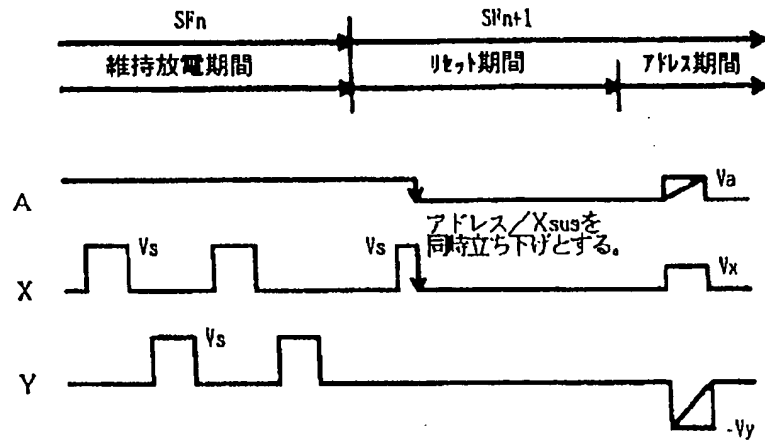 SFn
SFn+1
維持放電期間
リセット期間
アドレス期間
A
Va
アドレス/Xsusを
同時立ち下げとする。
X
Vs
Vs
Vx
Y
Vs
-Vy